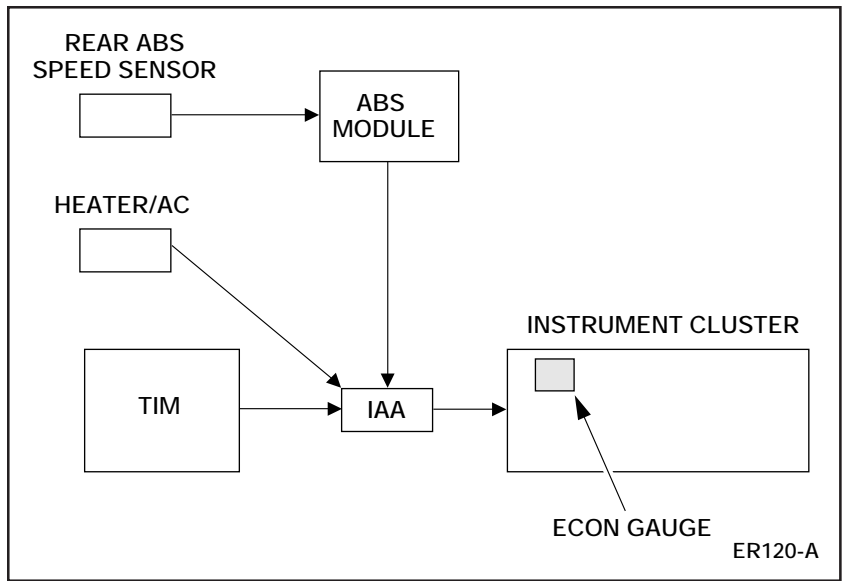 REAR ABS
SPEED SENSOR
ABS
MODULE
HEATER/AC
INSTRUMENT CLUSTER
TIM
IAA
ECON GAUGE
ER120-A